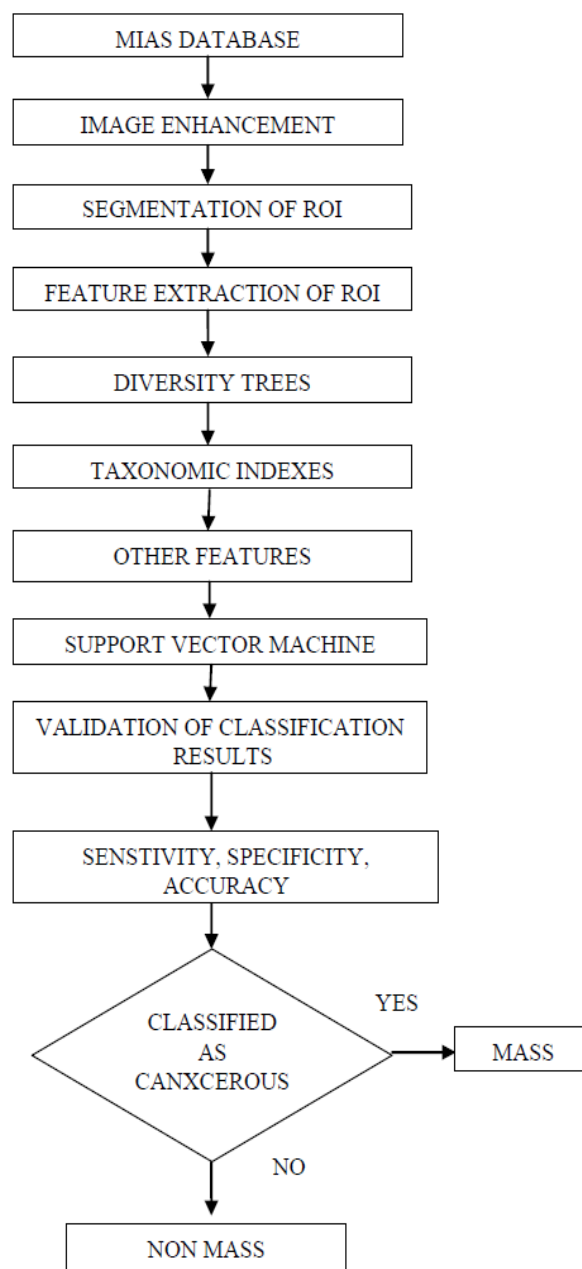 MIAS DATABASE
IMAGE ENHANCEMENT
SEGMENTATION OF ROI
FEATURE EXTRACTION OF ROI
DIVERSITY TREES
TAXONOMIC INDEXES
OTHER FEATURES
SUPPORT VECTOR MACHINE
VALIDATION OF CLASSIFICATION
RESULTS
SENSTIVITY, SPECIFICITY,
ACCURACY
CLASSIFIED
AS
CANXCEROUS
YES
MASS
NO
NON MASS